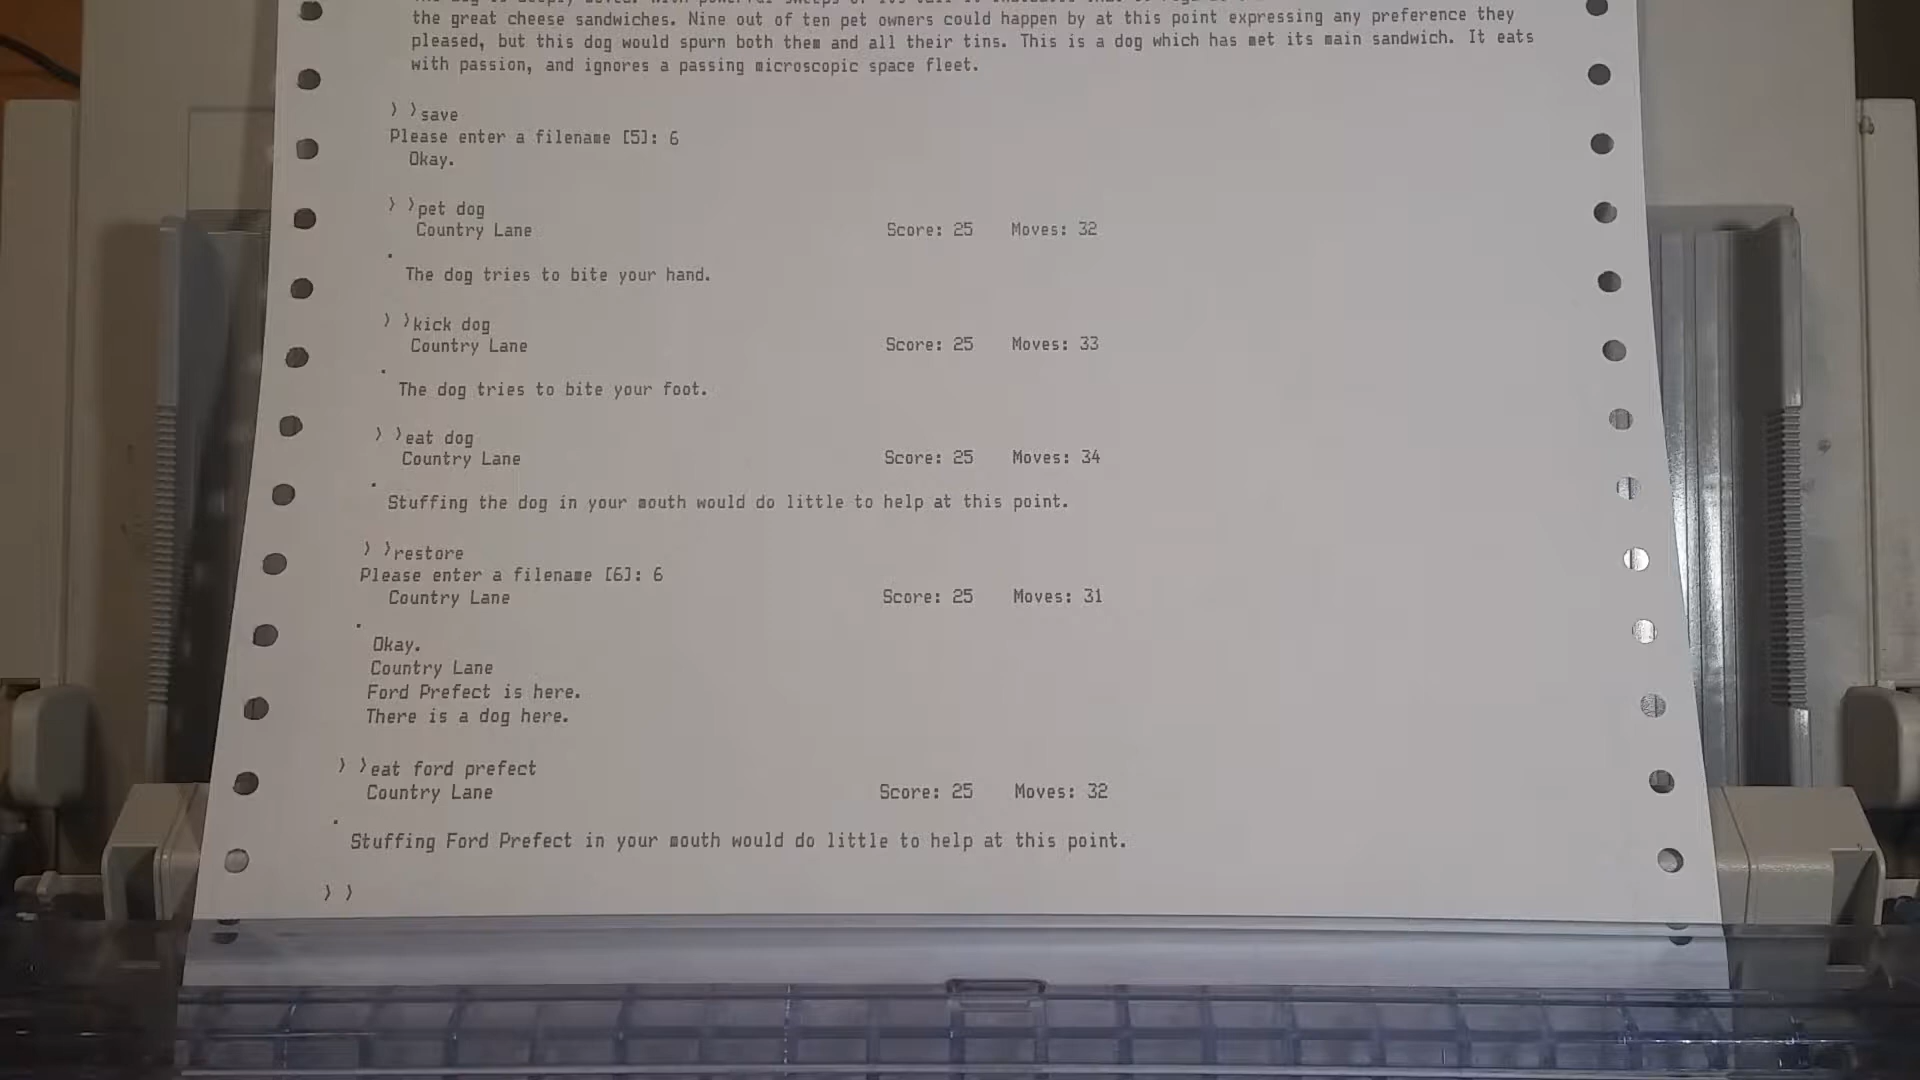 the great cheese sandwiches. Nine out of ten pet owners could happen by at this point expressing any preference they
pleased, but this dog would spurn both them and all their tins. This is a dog which has met its main sandwich. It eats
with passion, and ignores a passing microscopic space fleet.
> >save
Please enter a filename [5]: 6
Okay.
> >pet dog
Country Lane Score: 25 Moves: 32
.
The dog tries to bite your hand.
> >kick dog
Country Lane Score: 25 Moves: 33
.
The dog tries to bite your foot.
> >eat dog
Country Lane Score: 25 Moves: 34
.
Stuffing the dog in your mouth would do little to help at this point.
> >restore
Please enter a filename [6]: 6
Country Lane Score: 25 Moves: 31
.
Okay.
Country Lane
Ford Prefect is here.
There is a dog here.
> >eat ford prefect
Country Lane Score: 25 Moves: 32
.
Stuffing Ford Prefect in your mouth would do little to help at this point.
> >